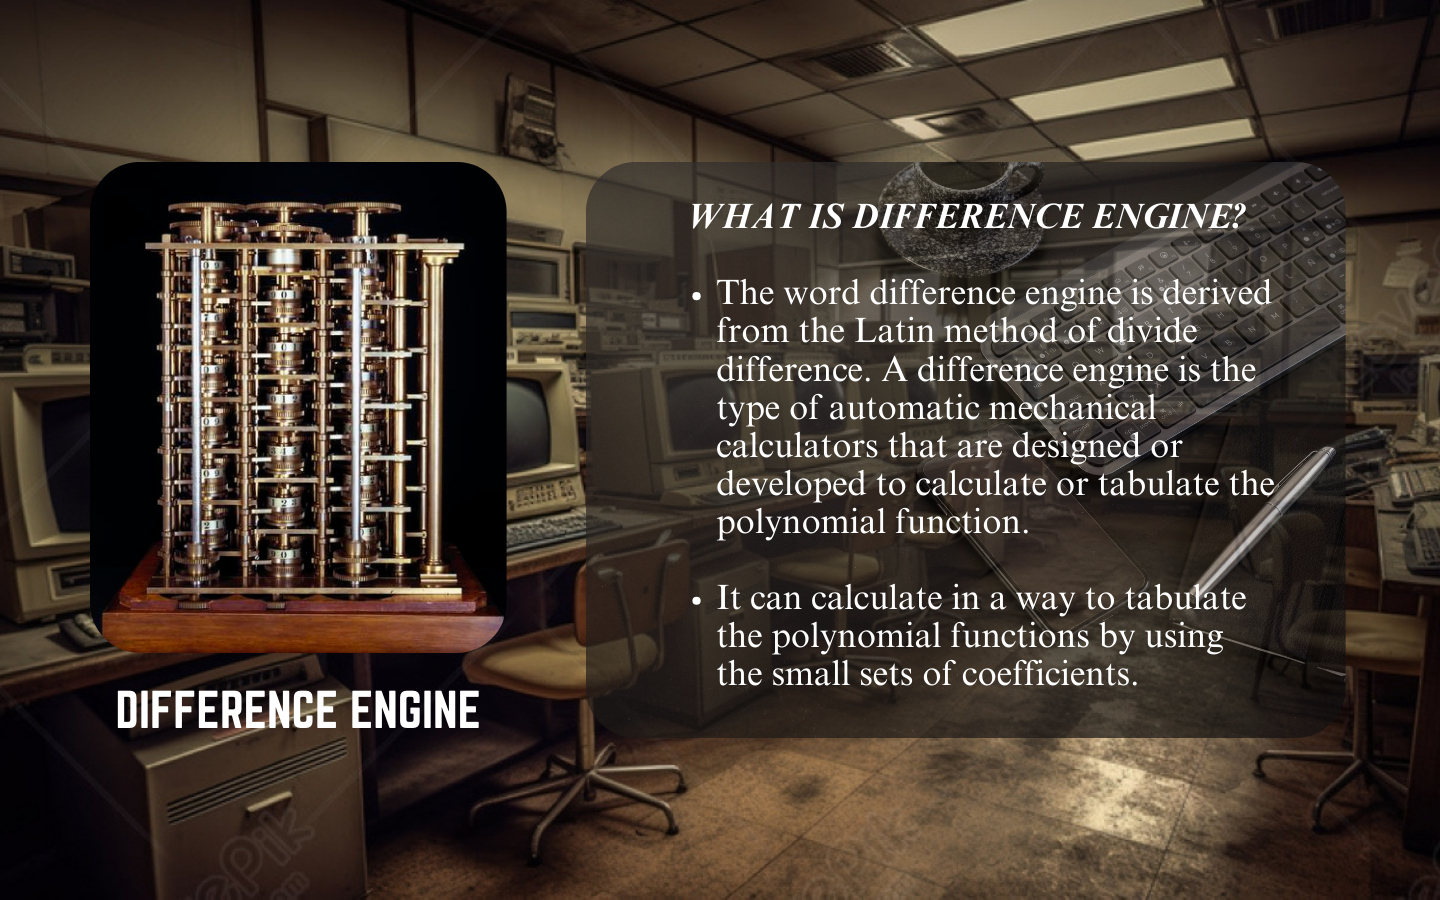 WHAT IS DIFFERENCE ENGINE?
• The word difference engine is derived
from the Latin method of divide
difference. A difference engine is the
type of automatic mechanical
calculators that are designed or
developed to calculate or tabulate the
polynomial function.
• It can calculate in a way to tabulate
the polynomial functions by using
the small sets of coefficients.
DIFFERENCE ENGINE